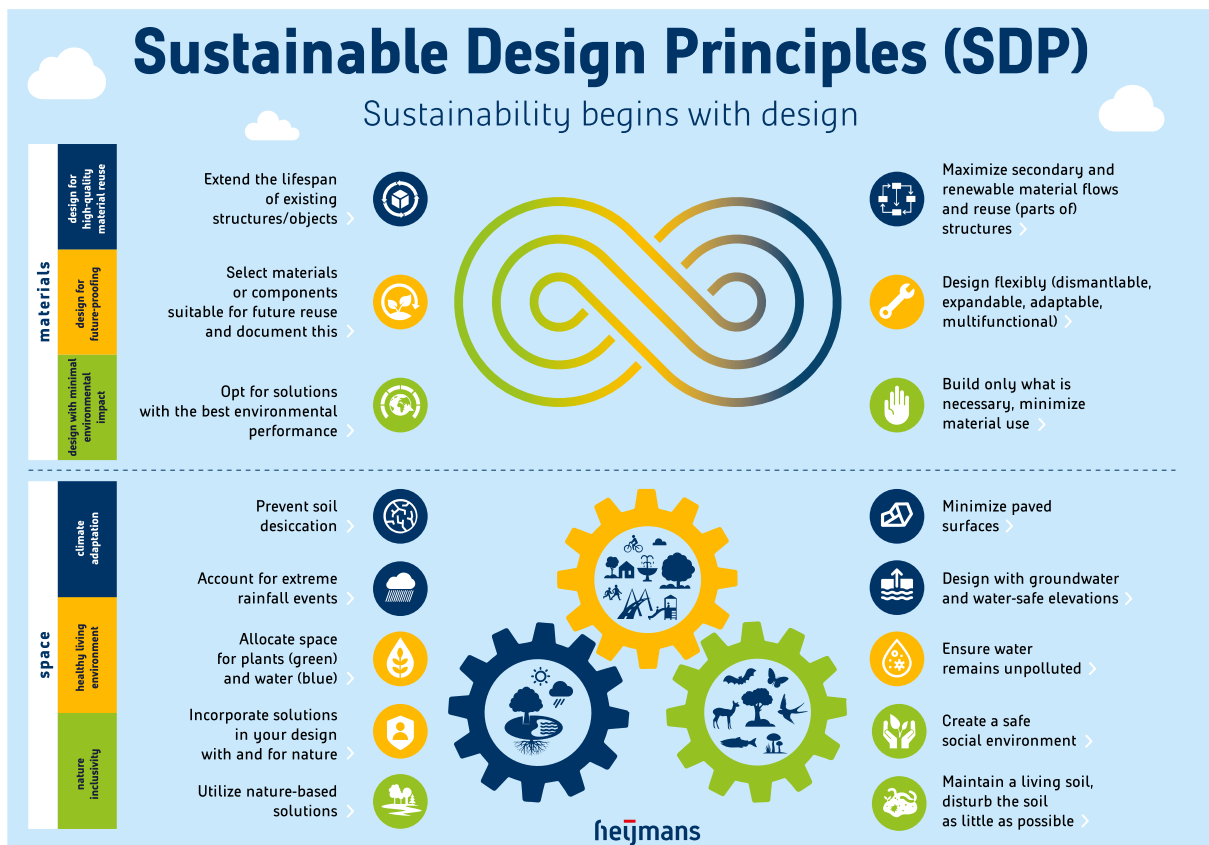 Sustainable Design Principles (SDP)
Sustainability begins with design
materials
design for
high-quality
material reuse
design for
future-proofing
design with minimal
environmental
impact
Extend the lifespan
of existing
structures/objects
Select materials
or components
suitable for future reuse
and document this
Opt for solutions
with the best environmental
performance
Maximize secondary and
renewable material flows
and reuse (parts of)
structures
Design flexibly (dismantlable,
expandable, adaptable,
multifunctional)
Build only what is
necessary, minimize
material use
space
climate
adaptation
healthy living
environment
nature
inclusivity
Prevent soil
desiccation
Account for extreme
rainfall events
Allocate space
for plants (green)
and water (blue)
Incorporate solutions
in your design
with and for nature
Utilize nature-based
solutions
Minimize paved
surfaces
Design with groundwater
and water-safe elevations
Ensure water
remains unpolluted
Create a safe
social environment
Maintain a living soil,
disturb the soil
as little as possible
heijmans